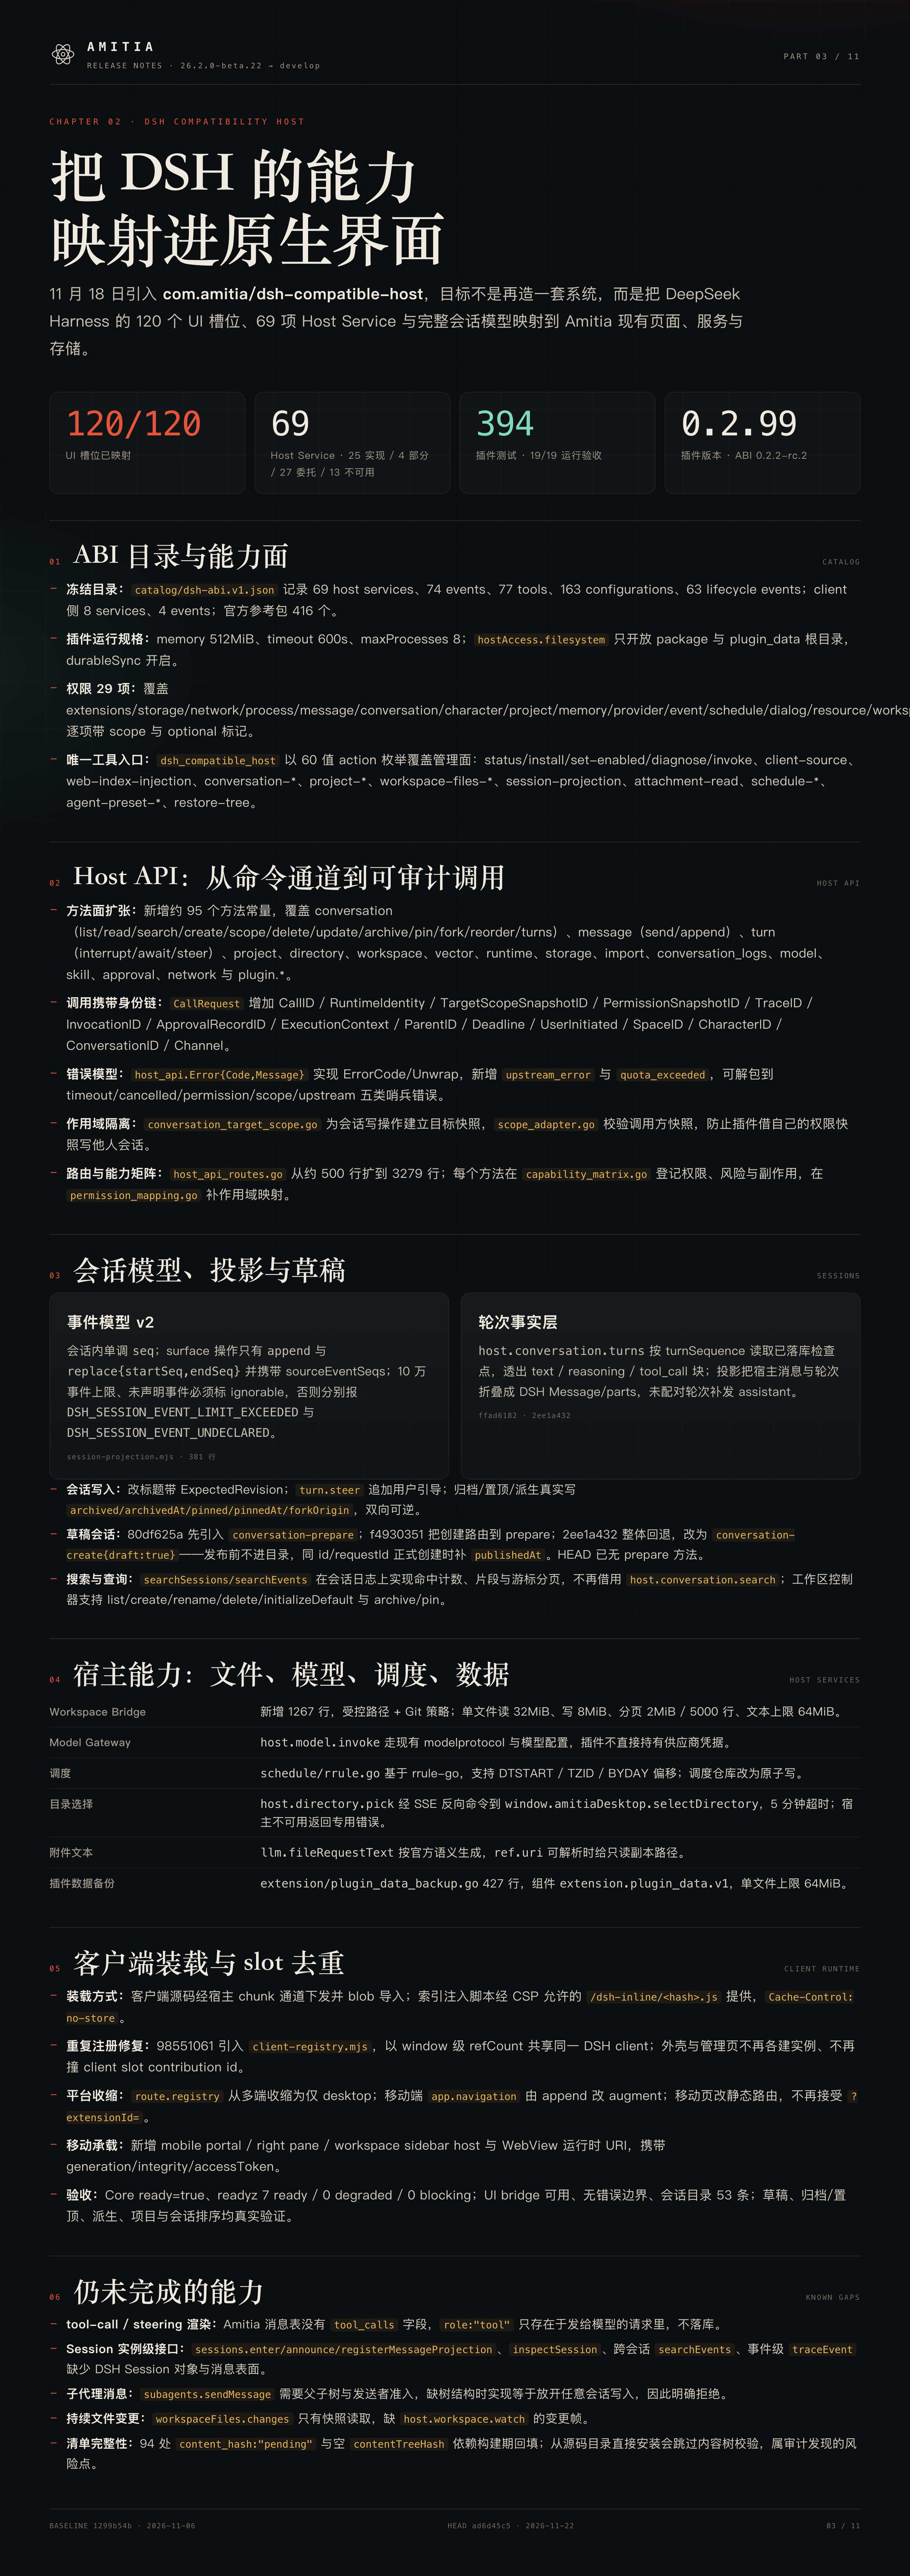 AMITIA
RELEASE NOTES · 26.2.0-beta.22 → develop
PART 03 / 11
CHAPTER 02 · DSH COMPATIBILITY HOST
把 DSH 的能力
映射进原生界面
11 月 18 日引入 com.amitia/dsh-compatible-host，目标不是再造一套系统，而是把 DeepSeek
Harness 的 120 个 UI 槽位、69 项 Host Service 与完整会话模型映射到 Amitia 现有页面、服务与
存储。
120/120
UI 槽位已映射
69
Host Service · 25 实现 / 4 部分
/ 27 委托 / 13 不可用
394
插件测试 · 19/19 运行验收
0.2.99
插件版本 · ABI 0.2.2-rc.2
01 ABI 目录与能力面 CATALOG
– 冻结目录：catalog/dsh-abi.v1.json 记录 69 host services、74 events、77 tools、163 configurations、63 lifecycle events；client
侧 8 services、4 events；官方参考包 416 个。
– 插件运行规格：memory 512MiB、timeout 600s、maxProcesses 8；hostAccess.filesystem 只开放 package 与 plugin_data 根目录，
durableSync 开启。
– 权限 29 项：覆盖
extensions/storage/network/process/message/conversation/character/project/memory/provider/event/schedule/dialog/resource/works
逐项带 scope 与 optional 标记。
– 唯一工具入口：dsh_compatible_host 以 60 值 action 枚举覆盖管理面：status/install/set-enabled/diagnose/invoke、client-source、
web-index-injection、conversation-*、project-*、workspace-files-*、session-projection、attachment-read、schedule-*、
agent-preset-*、restore-tree。
02 Host API：从命令通道到可审计调用 HOST API
– 方法面扩张：新增约 95 个方法常量，覆盖 conversation
（list/read/search/create/scope/delete/update/archive/pin/fork/reorder/turns）、message（send/append）、turn
（interrupt/await/steer）、project、directory、workspace、vector、runtime、storage、import、conversation_logs、model、
skill、approval、network 与 plugin.*。
– 调用携带身份链：CallRequest 增加 CallID / RuntimeIdentity / TargetScopeSnapshotID / PermissionSnapshotID / TraceID /
InvocationID / ApprovalRecordID / ExecutionContext / ParentID / Deadline / UserInitiated / SpaceID / CharacterID /
ConversationID / Channel。
– 错误模型：host_api.Error{Code,Message} 实现 ErrorCode/Unwrap，新增 upstream_error 与 quota_exceeded，可解包到
timeout/cancelled/permission/scope/upstream 五类哨兵错误。
– 作用域隔离：conversation_target_scope.go 为会话写操作建立目标快照，scope_adapter.go 校验调用方快照，防止插件借自己的权限快
照写他人会话。
– 路由与能力矩阵：host_api_routes.go 从约 500 行扩到 3279 行；每个方法在 capability_matrix.go 登记权限、风险与副作用，在
permission_mapping.go 补作用域映射。
03 会话模型、投影与草稿 SESSIONS
事件模型 v2
会话内单调 seq；surface 操作只有 append 与
replace{startSeq,endSeq} 并携带 sourceEventSeqs；10 万
事件上限、未声明事件必须标 ignorable，否则分别报
DSH_SESSION_EVENT_LIMIT_EXCEEDED 与
DSH_SESSION_EVENT_UNDECLARED。
session-projection.mjs · 381 行
轮次事实层
host.conversation.turns 按 turnSequence 读取已落库检查
点，透出 text / reasoning / tool_call 块；投影把宿主消息与轮次
折叠成 DSH Message/parts，未配对轮次补发 assistant。
ffad6182 · 2ee1a432
– 会话写入：改标题带 ExpectedRevision；turn.steer 追加用户引导；归档/置顶/派生真实写
archived/archivedAt/pinned/pinnedAt/forkOrigin，双向可逆。
– 草稿会话：80df625a 先引入 conversation-prepare；f4930351 把创建路由到 prepare；2ee1a432 整体回退，改为 conversation-
create{draft:true}——发布前不进目录，同 id/requestId 正式创建时补 publishedAt。HEAD 已无 prepare 方法。
– 搜索与查询：searchSessions/searchEvents 在会话日志上实现命中计数、片段与游标分页，不再借用 host.conversation.search；工作区控制
器支持 list/create/rename/delete/initializeDefault 与 archive/pin。
04 宿主能力：文件、模型、调度、数据 HOST SERVICES
Workspace Bridge 新增 1267 行，受控路径 + Git 策略；单文件读 32MiB、写 8MiB、分页 2MiB / 5000 行、文本上限 64MiB。
Model Gateway host.model.invoke 走现有 modelprotocol 与模型配置，插件不直接持有供应商凭据。
调度 schedule/rrule.go 基于 rrule-go，支持 DTSTART / TZID / BYDAY 偏移；调度仓库改为原子写。
目录选择 host.directory.pick 经 SSE 反向命令到 window.amitiaDesktop.selectDirectory，5 分钟超时；宿
主不可用返回专用错误。
附件文本 llm.fileRequestText 按官方语义生成，ref.uri 可解析时给只读副本路径。
插件数据备份 extension/plugin_data_backup.go 427 行，组件 extension.plugin_data.v1，单文件上限 64MiB。
05 客户端装载与 slot 去重 CLIENT RUNTIME
– 装载方式：客户端源码经宿主 chunk 通道下发并 blob 导入；索引注入脚本经 CSP 允许的 /dsh-inline/<hash>.js 提供，Cache-Control:
no-store。
– 重复注册修复：98551061 引入 client-registry.mjs，以 window 级 refCount 共享同一 DSH client；外壳与管理页不再各建实例、不再
撞 client slot contribution id。
– 平台收缩：route.registry 从多端收缩为仅 desktop；移动端 app.navigation 由 append 改 augment；移动页改静态路由，不再接受 ?
extensionId=。
– 移动承载：新增 mobile portal / right pane / workspace sidebar host 与 WebView 运行时 URI，携带
generation/integrity/accessToken。
– 验收：Core ready=true、readyz 7 ready / 0 degraded / 0 blocking；UI bridge 可用、无错误边界、会话目录 53 条；草稿、归档/置
顶、派生、项目与会话排序均真实验证。
06 仍未完成的能力 KNOWN GAPS
– tool-call / steering 渲染：Amitia 消息表没有 tool_calls 字段，role:"tool" 只存在于发给模型的请求里，不落库。
– Session 实例级接口：sessions.enter/announce/registerMessageProjection、inspectSession、跨会话 searchEvents、事件级 traceEvent
缺少 DSH Session 对象与消息表面。
– 子代理消息：subagents.sendMessage 需要父子树与发送者准入，缺树结构时实现等于放开任意会话写入，因此明确拒绝。
– 持续文件变更：workspaceFiles.changes 只有快照读取，缺 host.workspace.watch 的变更帧。
– 清单完整性：94 处 content_hash:"pending" 与空 contentTreeHash 依赖构建期回填；从源码目录直接安装会跳过内容树校验，属审计发现的风
险点。
BASELINE 1299b54b · 2026-11-06
HEAD ad6d45c5 · 2026-11-22
03 / 11